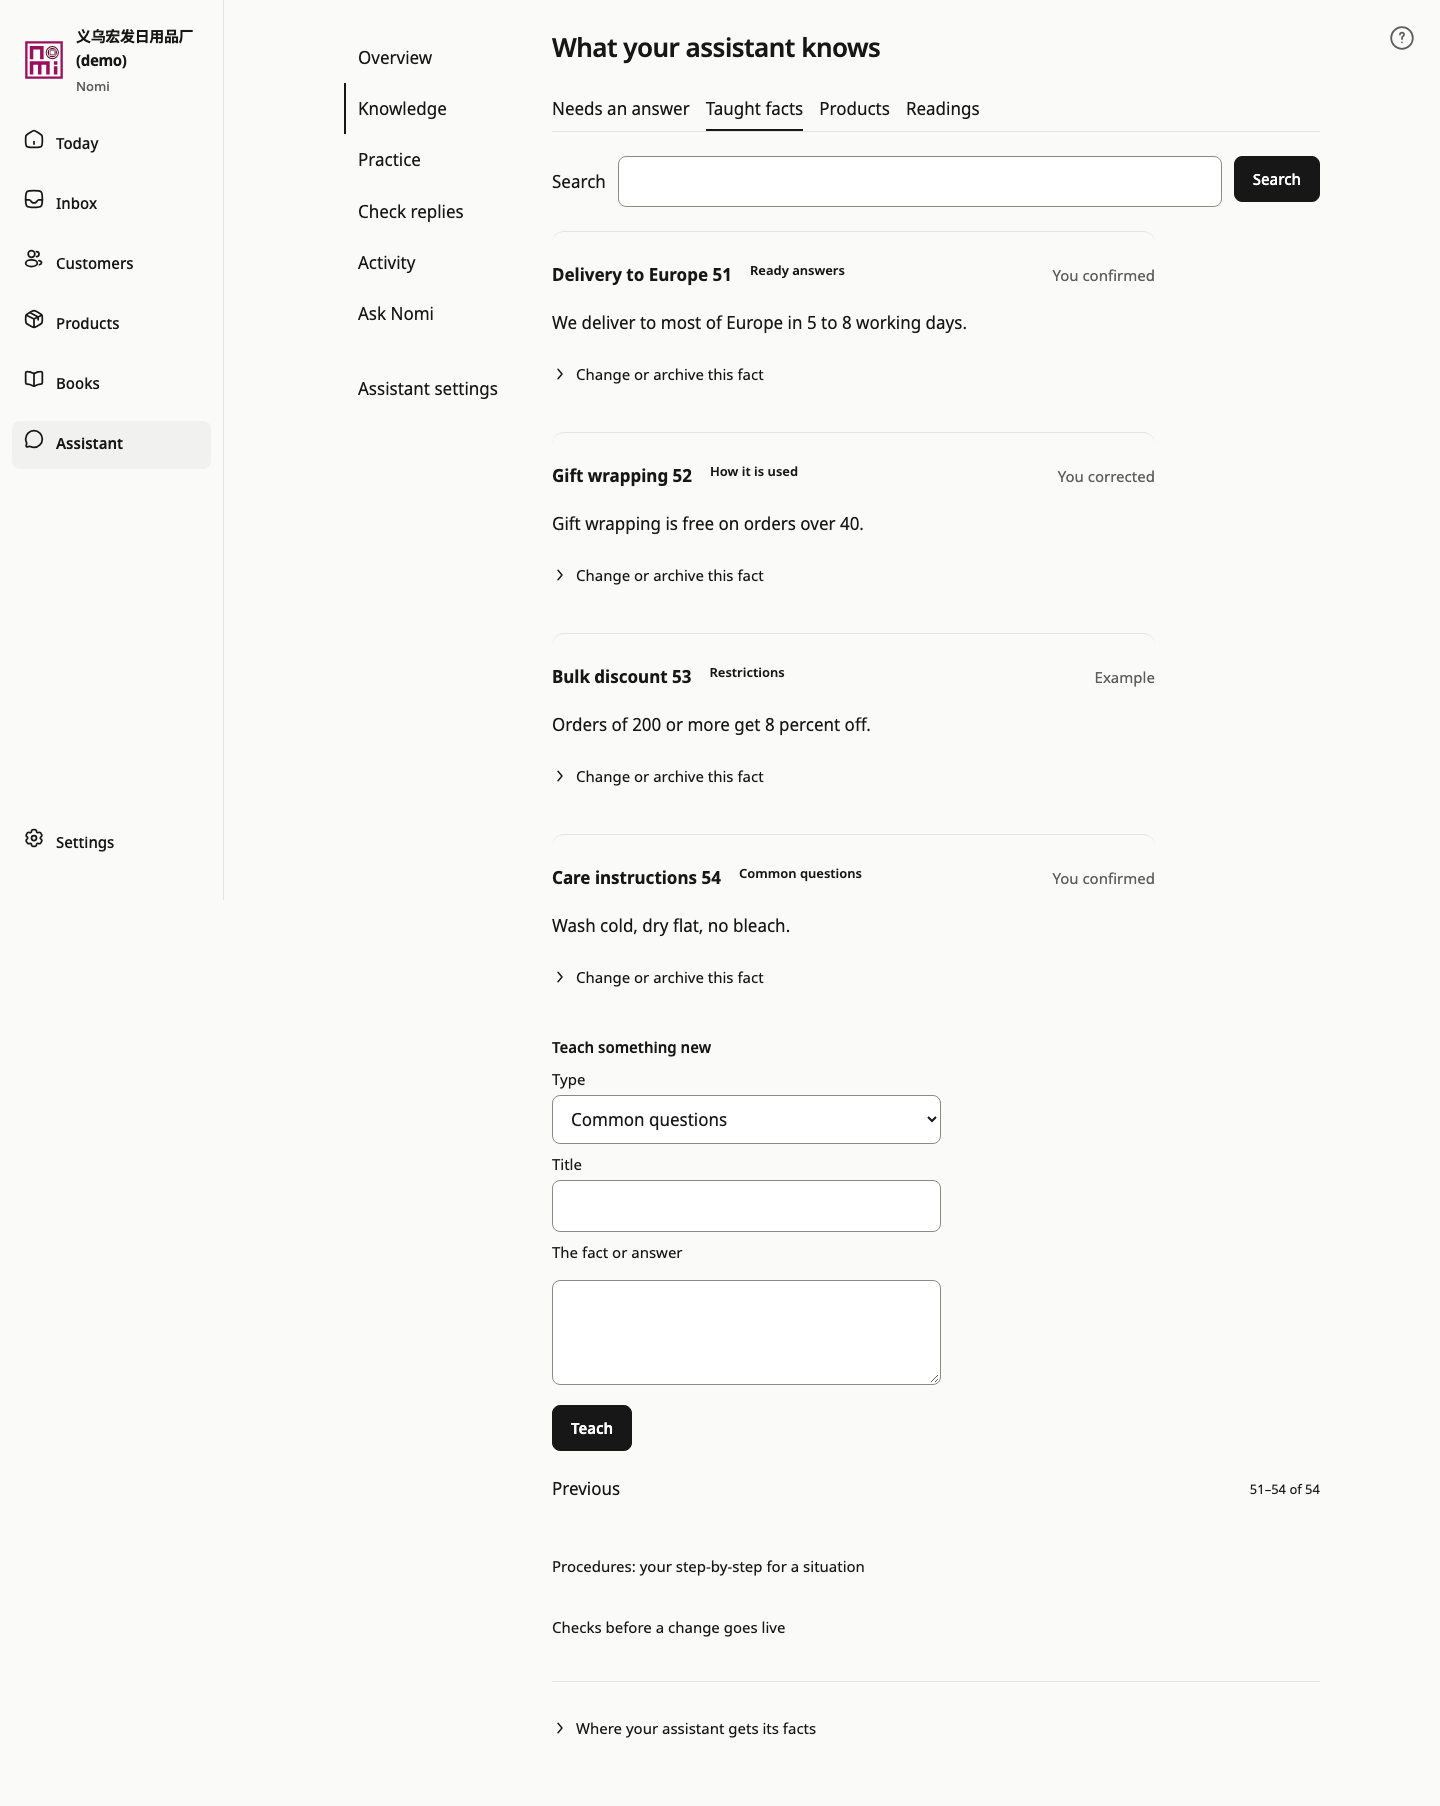 义乌宏发日用品厂
(demo)
Nomi
Today
Inbox
Customers
Products
Books
Assistant
Settings
Overview
Knowledge
Practice
Check replies
Activity
Ask Nomi
Assistant settings
What your assistant knows
Needs an answer Taught facts Products Readings
Search Search
Delivery to Europe 51 Ready answers You confirmed
We deliver to most of Europe in 5 to 8 working days.
Change or archive this fact
Gift wrapping 52 How it is used You corrected
Gift wrapping is free on orders over 40.
Change or archive this fact
Bulk discount 53 Restrictions Example
Orders of 200 or more get 8 percent off.
Change or archive this fact
Care instructions 54 Common questions You confirmed
Wash cold, dry flat, no bleach.
Change or archive this fact
Teach something new
Type
Common questions
Title
The fact or answer
Teach
Previous 51–54 of 54
Procedures: your step-by-step for a situation
Checks before a change goes live
Where your assistant gets its facts